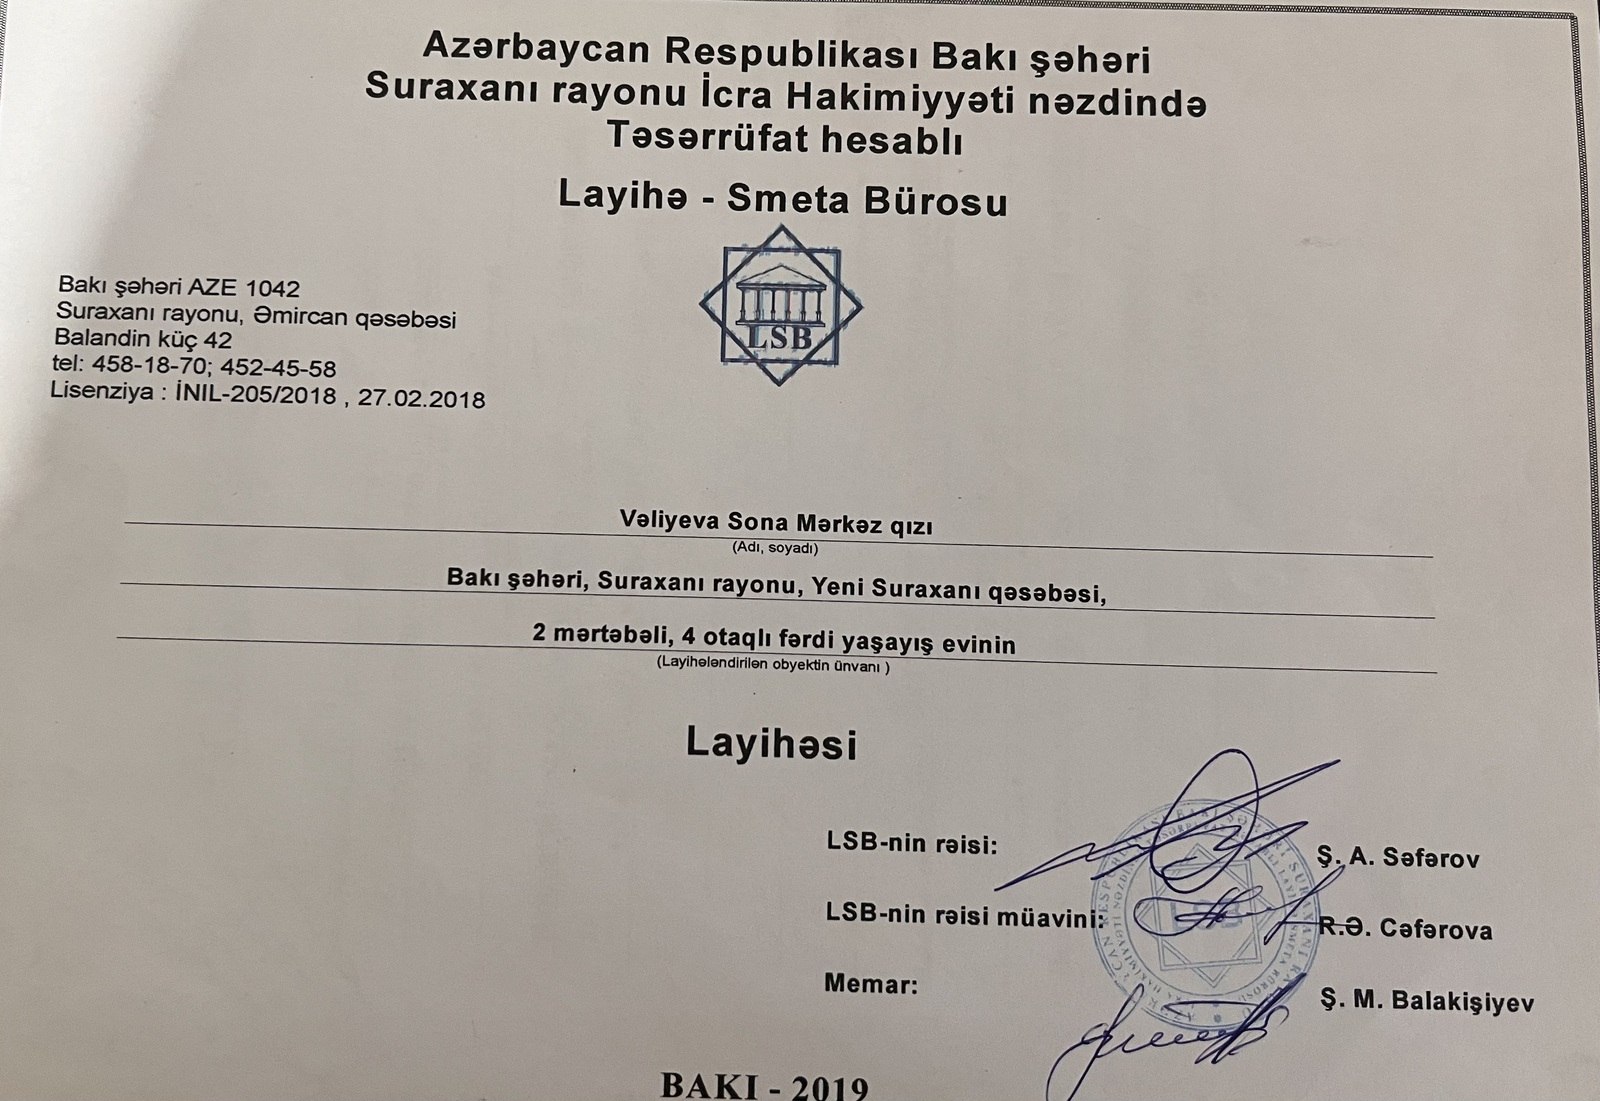 Azərbaycan Respublikası Bakı şəhəri
Suraxanı rayonu İcra Hakimiyyəti nəzdində
Təsərrüfat hesablı
Layihə - Smeta Bürosu
LSB
Bakı şəhəri AZE 1042
Suraxanı rayonu, Əmircan qəsəbəsi
Balandin küç 42
tel: 458-18-70; 452-45-58
Lisenziya : İNIL-205/2018 , 27.02.2018
Vəliyeva Sona Mərkəz qızı
(Adı, soyadı)
Bakı şəhəri, Suraxanı rayonu, Yeni Suraxanı qəsəbəsi,
2 mərtəbəli, 4 otaqlı fərdi yaşayış evinin
(Layihələndirilən obyektin ünvanı )
Layihəsi
LSB-nin rəisi: Ş. A. Səfərov
LSB-nin rəisi müavini: R.Ə. Cəfərova
Memar: Ş. M. Balakişiyev
LSB
BAKI - 2019